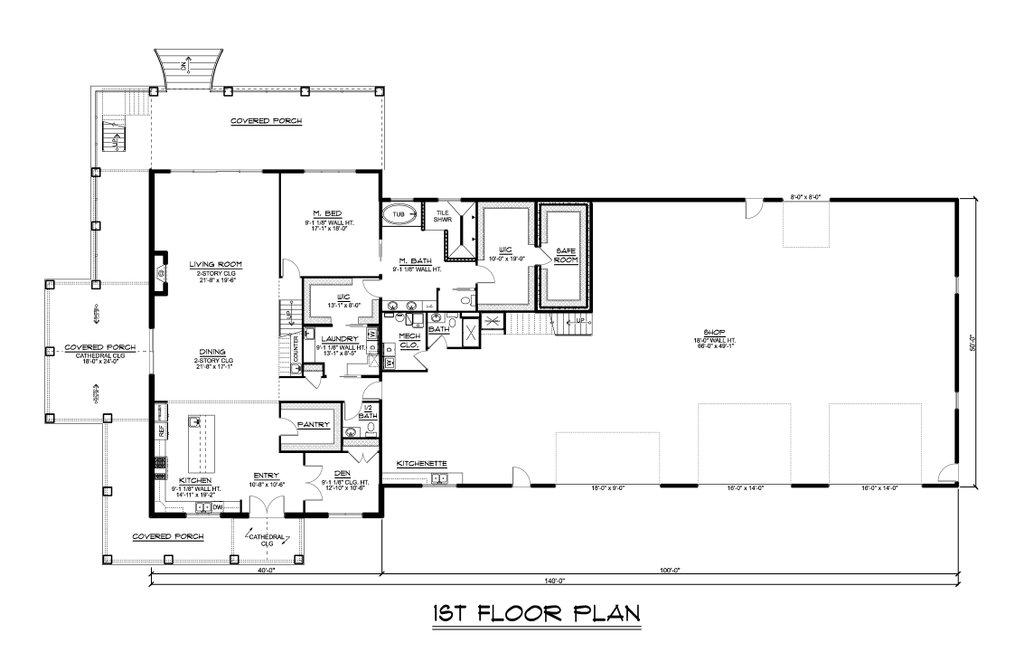 DN
UP
COVERED PORCH
8'-0" x 8'-0"
M. BED
9'-1 1/8" WALL HT.
17'-1" x 18'-0"
TUB
TILE
SHWR
LIVING ROOM
2-STORY CLG
21'-8" x 19'-6"
M. BATH
9'-1 1/8" WALL HT.
WIC
10'-0" x 19'-0"
SAFE
ROOM
WIC
13'-1" x 8'-0"
UP
COVERED PORCH
CATHEDRAL CLG
18'-0" x 24'-0"
DINING
2-STORY CLG
21'-8" x 17'-1"
COUNTER
LAUNDRY
9'-1 1/8" WALL HT.
13'-1" x 8'-5"
MECH
CLO.
BATH
UP
SHOP
18'-0" WALL HT.
66'-0" x 49'-1"
50'-0"
REF
PANTRY
1/2
BATH
KITCHEN
9'-1 1/8" WALL HT.
14'-11" x 19'-2"
ENTRY
10'-8" x 10'-6"
DEN
9'-1 1/8" CLG. HT.
12'-10" x 10'-6"
KITCHENETTE
DW
18'-0" x 9'-0"
16'-0" x 14'-0"
16'-0" x 14'-0"
COVERED PORCH
CATHEDRAL
CLG
40'-0"
100'-0"
140'-0"
1ST FLOOR PLAN